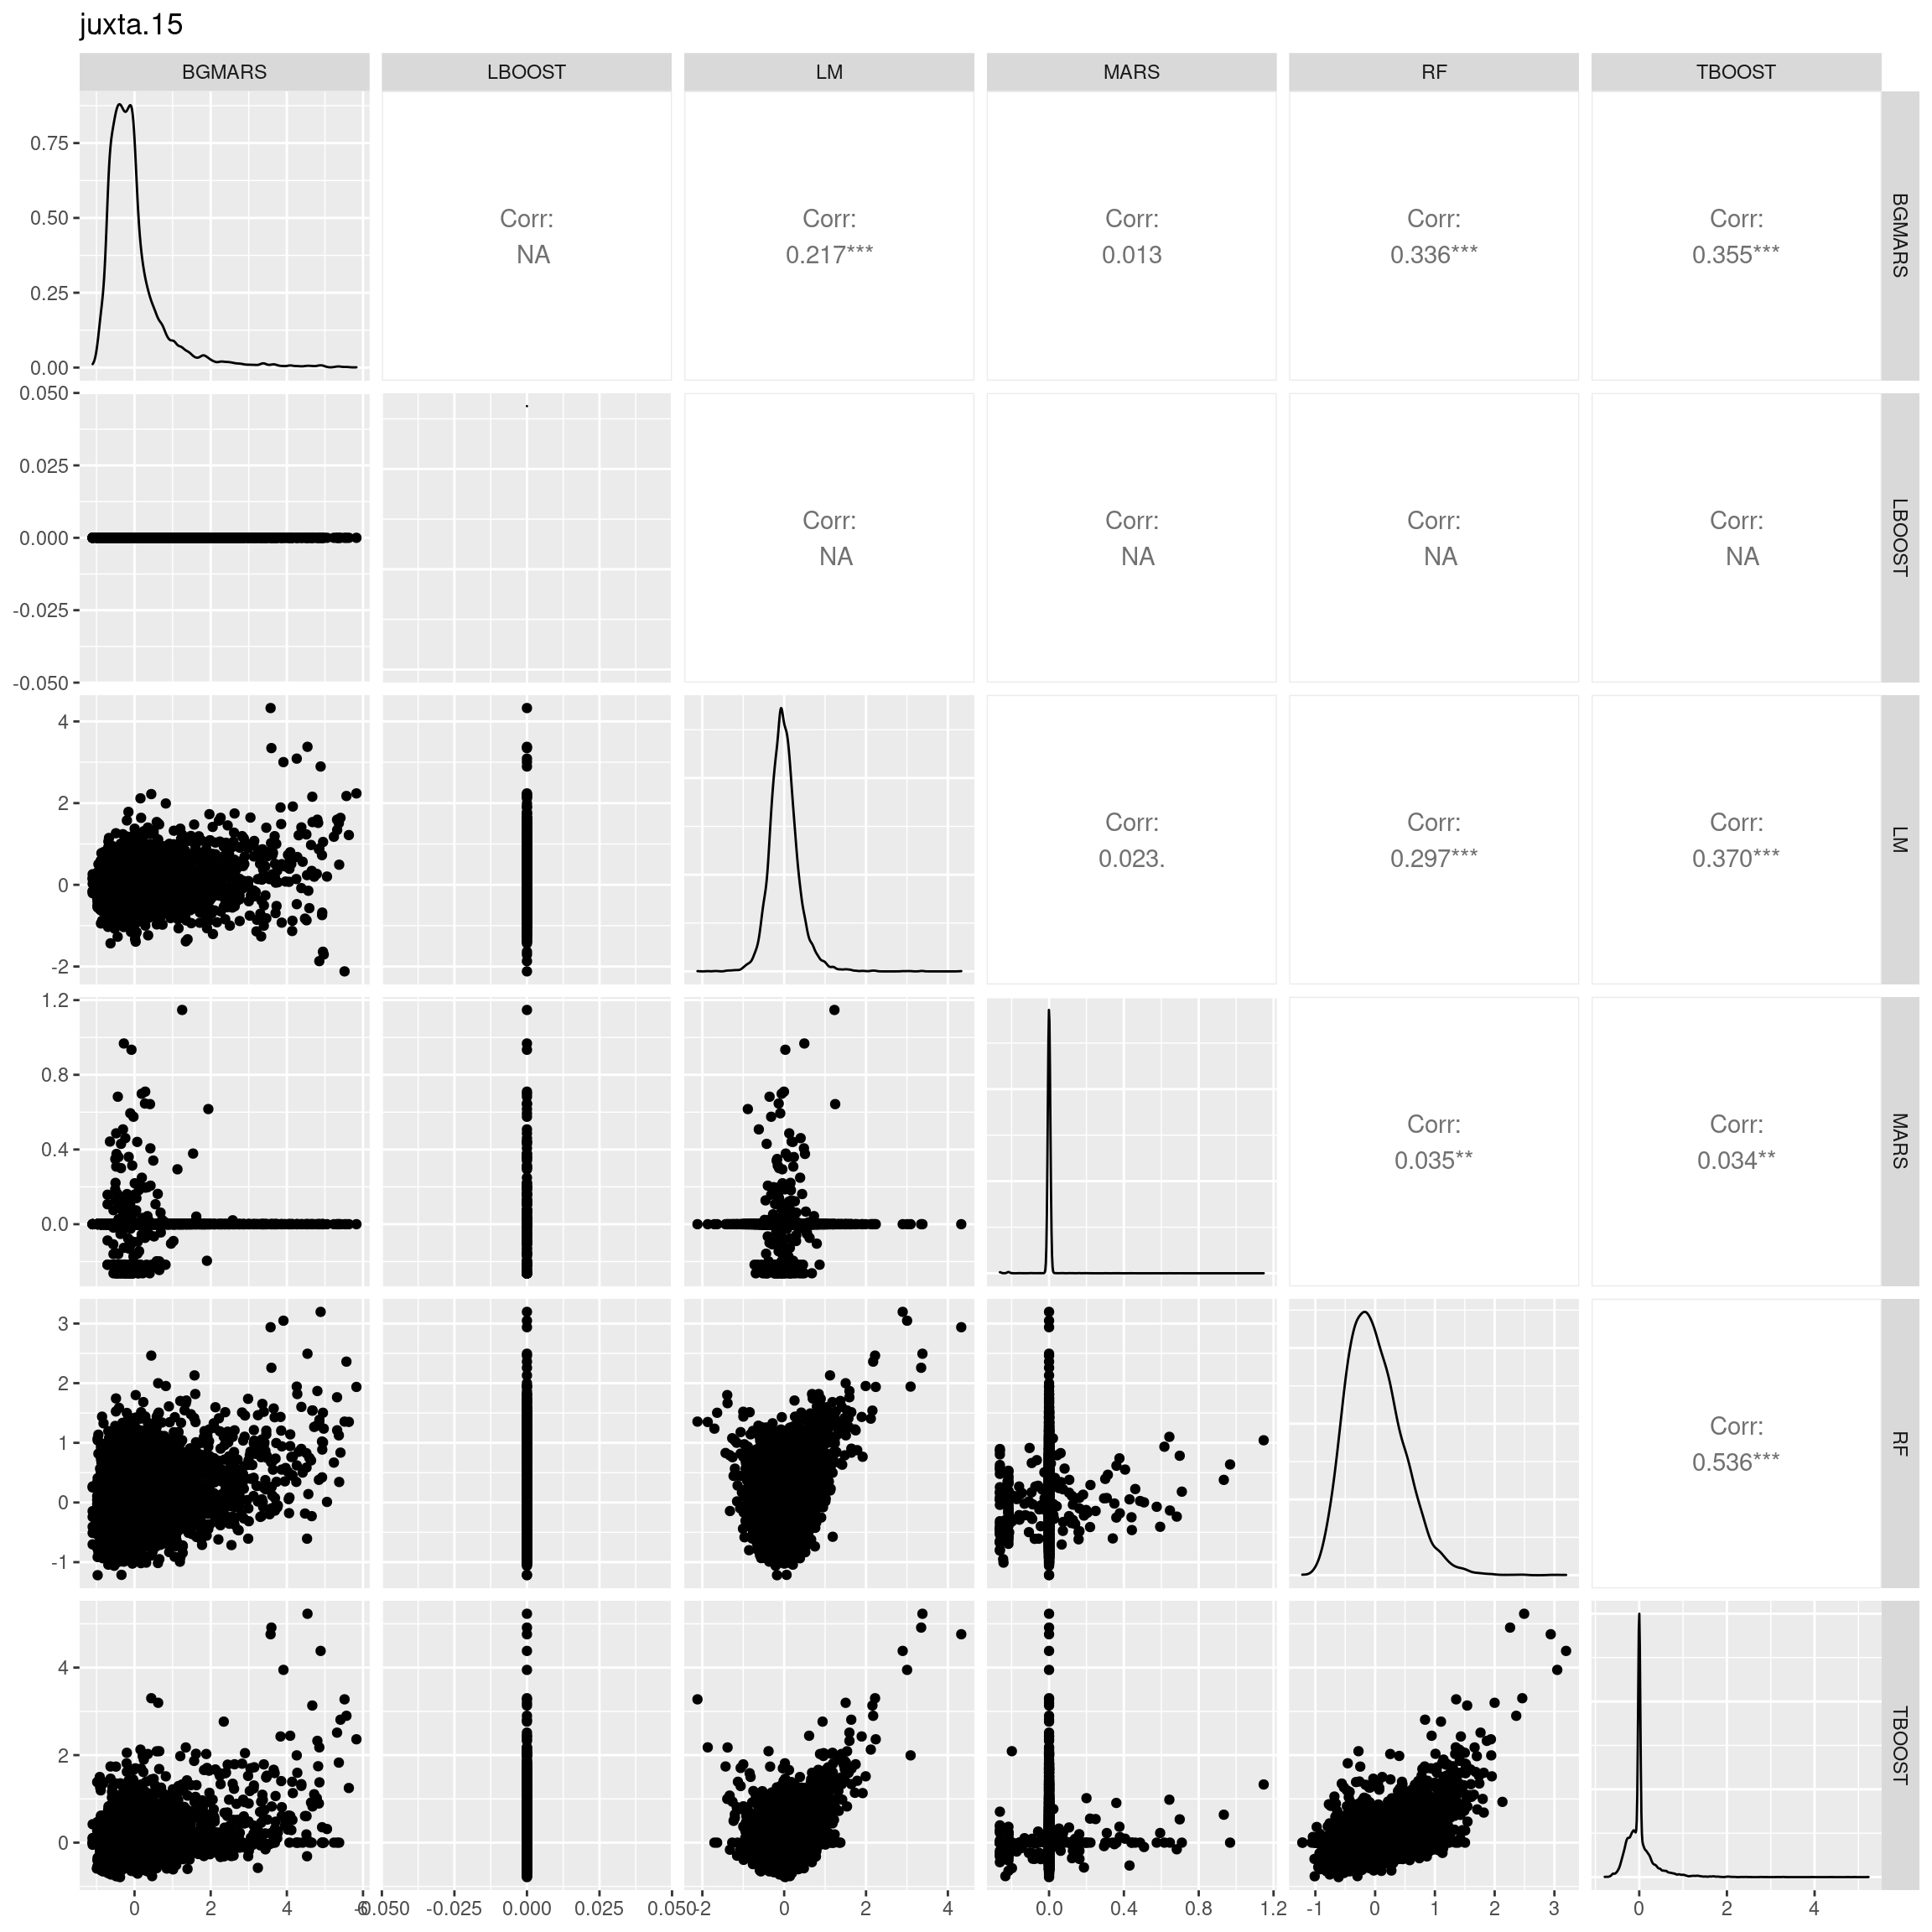 juxta.15
BGMARS LBOOST LM MARS RF TBOOST
0.75
0.50
0.25
0.00
Corr:
NA
Corr:
0.217***
Corr:
0.013
Corr:
0.336***
Corr:
0.355***
BGMARS
0.050
0.025
0.000
-0.025
-0.050
Corr:
NA
Corr:
NA
Corr:
NA
Corr:
NA
LBOOST
4
2
0
-2
Corr:
0.023.
Corr:
0.297***
Corr:
0.370***
LM
1.2
0.8
0.4
0.0
Corr:
0.035**
Corr:
0.034**
MARS
3
2
1
0
-1
Corr:
0.536***
RF
4
2
0
TBOOST
0 2 4 6
-0.050 -0.025 0.000 0.025 0.050
-2 0 2 4
0.0 0.4 0.8 1.2
-1 0 1 2 3
0 2 4